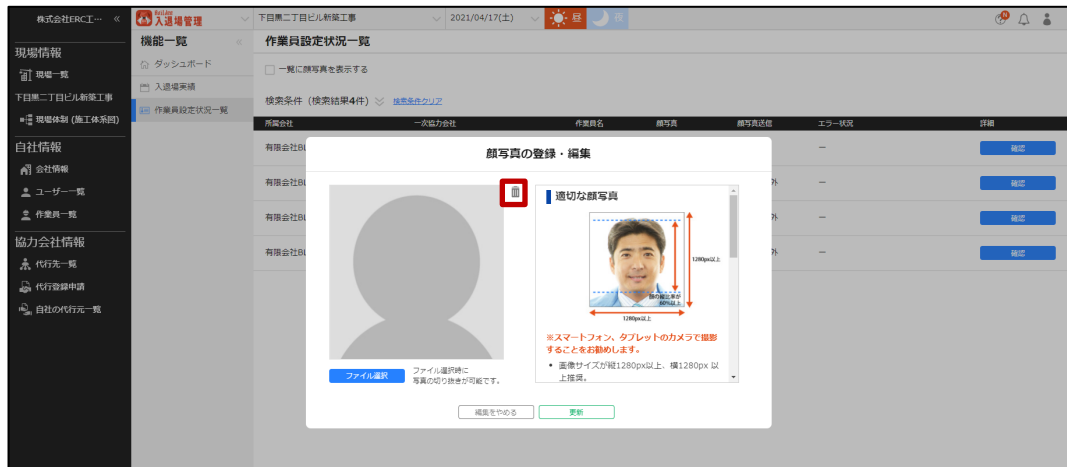 株式会社ERC工…
«
現場情報
現場一覧
下目黒二丁目ビル新築工事
現場体制 (施工体系図)
自社情報
会社情報
ユーザー一覧
作業員一覧
協力会社情報
代行先一覧
代行登録申請
自社の代行元一覧
入退場管理
機能一覧
«
ダッシュボード
入退場実績
作業員設定状況一覧
下目黒二丁目ビル新築工事
2021/04/17(土)
昼
夜
作業員設定状況一覧
一覧に顔写真を表示する
検索条件（検索結果4件）
検索条件クリア
所属会社 一次協力会社 作業員名 顔写真 顔写真送信 エラー状況 詳細
有限会社BL
ー
確認
有限会社BL
外
ー
確認
有限会社BL
外
ー
確認
有限会社BL
外
ー
確認
顔写真の登録・編集
ファイル選択
ファイル選択時に
写真の切り抜きが可能です。
適切な顔写真
1280px以上
顔の縦比率が
60%以上
1280px以上
※スマートフォン、タブレットのカメラで撮影
することをお勧めします。
• 画像サイズが縦1280px以上、横1280px 以
上推奨。
編集をやめる
更新